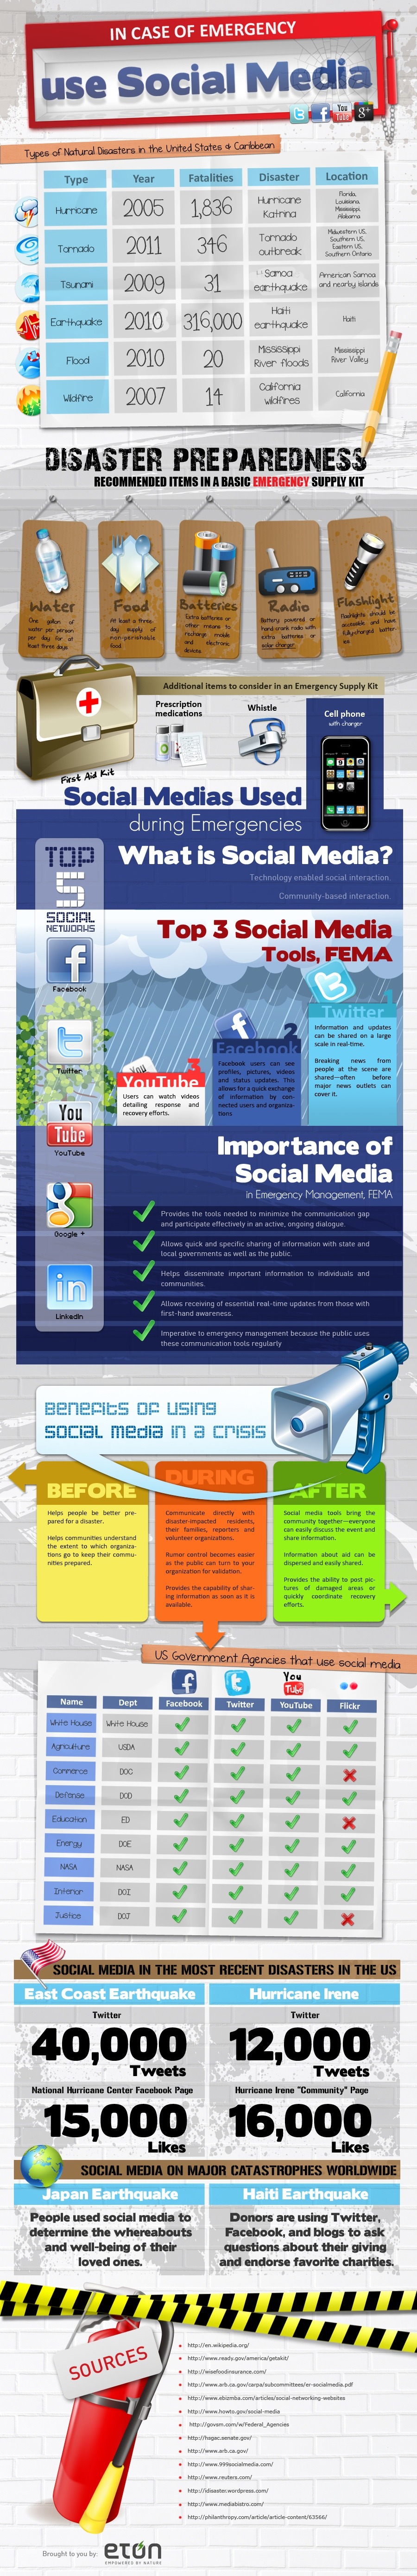 IN CASE OF EMERGENCY
use Social Media
You
Tube
g+
Types of Natural Disasters in the United States & Caribbean
Type Year Fatalities Disaster Location
Hurricane 2005 1,836 Hurricane Katrina Florida, Louisiana, Mississippi, Alabama
Tornado 2011 346 Tornado outbreak Midwestern US, Southern US, Eastern US, Southern Ontario
Tsunami 2009 31 Samoa earthquake American Samoa and nearby islands
Earthquake 2010 316,000 Haiti earthquake Haiti
Flood 2010 20 Mississippi River floods Mississippi River Valley
Wildfire 2007 14 California wildfires California
DISASTER PREPAREDNESS
RECOMMENDED ITEMS IN A BASIC EMERGENCY SUPPLY KIT
Water
One gallon of
water per person
per day for at
least three days.
Food
At least a three-
day supply of
non-perishable
food.
Batteries
Extra batteries or
other means to
recharge mobile
and electronic
devices.
Radio
Battery powered or
hand-crank radio with
extra batteries or
solar charger.
Flashlight
Flashlights should be
accessible and have
fully-charged batter-
ies.
Additional items to consider in an Emergency Supply Kit
First Aid Kit
Prescription
medications
Whistle
Cell phone
with charger
Social Medias Used
during Emergencies
TOP
5
SOCIAL
NETWORKS
Facebook
Twitter
You
Tube
YouTube
Google +
LinkedIn
What is Social Media?
Technology enabled social interaction.
Community-based interaction.
Top 3 Social Media
Tools, FEMA
1
Twitter
Information and updates
can be shared on a large
scale in real-time.
Breaking news from
people at the scene are
shared—often before
major news outlets can
cover it.
2
Facebook
Facebook users can see
profiles, pictures, videos
and status updates. This
allows for a quick exchange
of information by con-
nected users and organiza-
tions
3
YouTube
Users can watch videos
detailing response and
recovery efforts.
Importance of
Social Media
in Emergency Management, FEMA
Provides the tools needed to minimize the communication gap
and participate effectively in an active, ongoing dialogue.
Allows quick and specific sharing of information with state and
local governments as well as the public.
Helps disseminate important information to individuals and
communities.
Allows receiving of essential real-time updates from those with
first-hand awareness.
Imperative to emergency management because the public uses
these communication tools regularly
Benefits of using
social media in a crisis
BEFORE
Helps people be better pre-
pared for a disaster.
Helps communities understand
the extent to which organiza-
tions go to keep their commu-
nities prepared.
DURING
Communicate directly with
disaster-impacted residents,
their families, reporters and
volunteer organizations.
Rumor control becomes easier
as the public can turn to your
organization for validation.
Provides the capability of shar-
ing information as soon as it is
available.
AFTER
Social media tools bring the
community together—everyone
can easily discuss the event and
share information.
Information about aid can be
dispersed and easily shared.
Provides the ability to post pic-
tures of damaged areas or
quickly coordinate recovery
efforts.
US Government Agencies that use social media
You
Tube
Name Dept Facebook Twitter YouTube Flickr
White House White House
Agriculture USDA
Commerce DOC
Defense DOD
Education ED
Energy DOE
NASA NASA
Interior DOI
Justice DOJ
SOCIAL MEDIA IN THE MOST RECENT DISASTERS IN THE US
East Coast Earthquake
Twitter
40,000
Tweets
National Hurricane Center Facebook Page
15,000
Likes
Hurricane Irene
Twitter
12,000
Tweets
Hurricane Irene "Community" Page
16,000
Likes
SOCIAL MEDIA ON MAJOR CATASTROPHES WORLDWIDE
Japan Earthquake
People used social media to
determine the whereabouts
and well-being of their
loved ones.
Haiti Earthquake
Donors are using Twitter,
Facebook, and blogs to ask
questions about their giving
and endorse favorite charities.
SOURCES
http://en.wikipedia.org/
http://www.ready.gov/america/getakit/
http://wisefoodinsurance.com/
http://www.arb.ca.gov/carpa/subcommittees/er-socialmedia.pdf
http://www.ebizmba.com/articles/social-networking-websites
http://www.howto.gov/social-media
http://govsm.com/w/Federal_Agencies
http://hsgac.senate.gov/
http://www.arb.ca.gov/
http://www.999socialmedia.com/
http://www.reuters.com/
http://idisaster.wordpress.com/
http://www.mediabistro.com/
http://philanthropy.com/article/article-content/63566/
Brought to you by:
etón
EMPOWERED BY NATURE